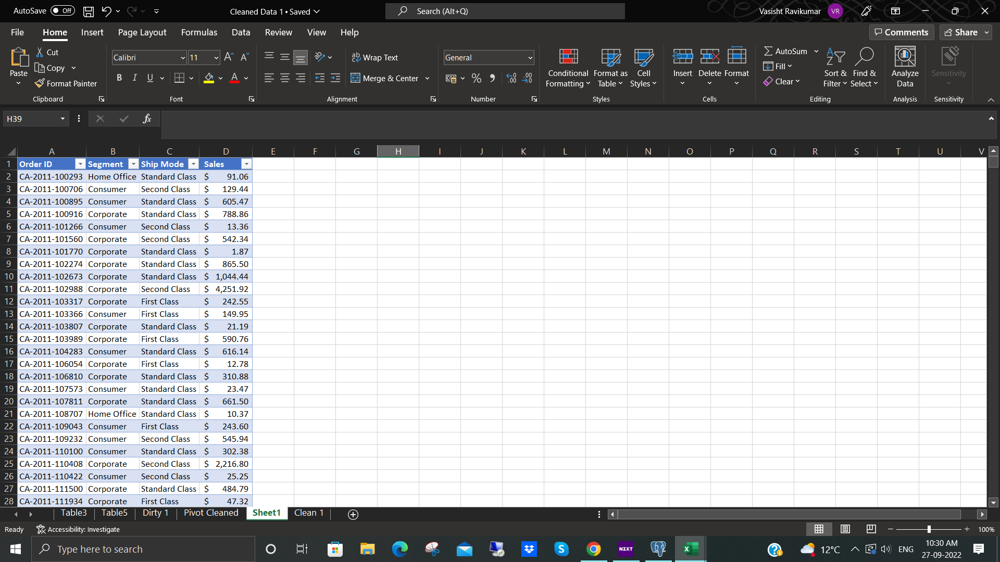 AutoSave Off Cleaned Data 1 • Saved Search (Alt+Q) Vasisht Ravikumar VR
File Home Insert Page Layout Formulas Data Review View Help Comments Share
Paste Cut Copy Format Painter Clipboard
Calibri 11 B I U A Font
Wrap Text Merge & Center Alignment
General % Number
Conditional Formatting Format as Table Cell Styles Styles
Insert Delete Format Cells
AutoSum Fill Clear Sort & Filter Find & Select Editing
Analyze Data Analysis
Sensitivity Sensitivity
H39 fx
A B C D E F G H I J K L M N O P Q R S T U V
1 Order ID Segment Ship Mode Sales
2 CA-2011-100293 Home Office Standard Class $ 91.06
3 CA-2011-100706 Consumer Second Class $ 129.44
4 CA-2011-100895 Consumer Standard Class $ 605.47
5 CA-2011-100916 Corporate Standard Class $ 788.86
6 CA-2011-101266 Consumer Second Class $ 13.36
7 CA-2011-101560 Corporate Second Class $ 542.34
8 CA-2011-101770 Corporate Standard Class $ 1.87
9 CA-2011-102274 Corporate Standard Class $ 865.50
10 CA-2011-102673 Corporate Standard Class $ 1,044.44
11 CA-2011-102988 Corporate Second Class $ 4,251.92
12 CA-2011-103317 Corporate First Class $ 242.55
13 CA-2011-103366 Consumer First Class $ 149.95
14 CA-2011-103807 Corporate Standard Class $ 21.19
15 CA-2011-103989 Corporate First Class $ 590.76
16 CA-2011-104283 Consumer Standard Class $ 616.14
17 CA-2011-106054 Corporate First Class $ 12.78
18 CA-2011-106810 Corporate Standard Class $ 310.88
19 CA-2011-107573 Consumer Standard Class $ 23.47
20 CA-2011-107811 Corporate Standard Class $ 661.50
21 CA-2011-108707 Home Office Standard Class $ 10.37
22 CA-2011-109043 Consumer First Class $ 243.60
23 CA-2011-109232 Consumer Second Class $ 545.94
24 CA-2011-110100 Consumer Standard Class $ 302.38
25 CA-2011-110408 Corporate Second Class $ 2,216.80
26 CA-2011-110422 Consumer Second Class $ 25.25
27 CA-2011-111500 Corporate Standard Class $ 484.79
28 CA-2011-111934 Corporate First Class $ 47.32
Table3 Table5 Dirty 1 Pivot Cleaned Sheet1 Clean 1
Ready Accessibility: Investigate 100%
Type here to search NZXT 12°C ENG 10:30 AM
27-09-2022